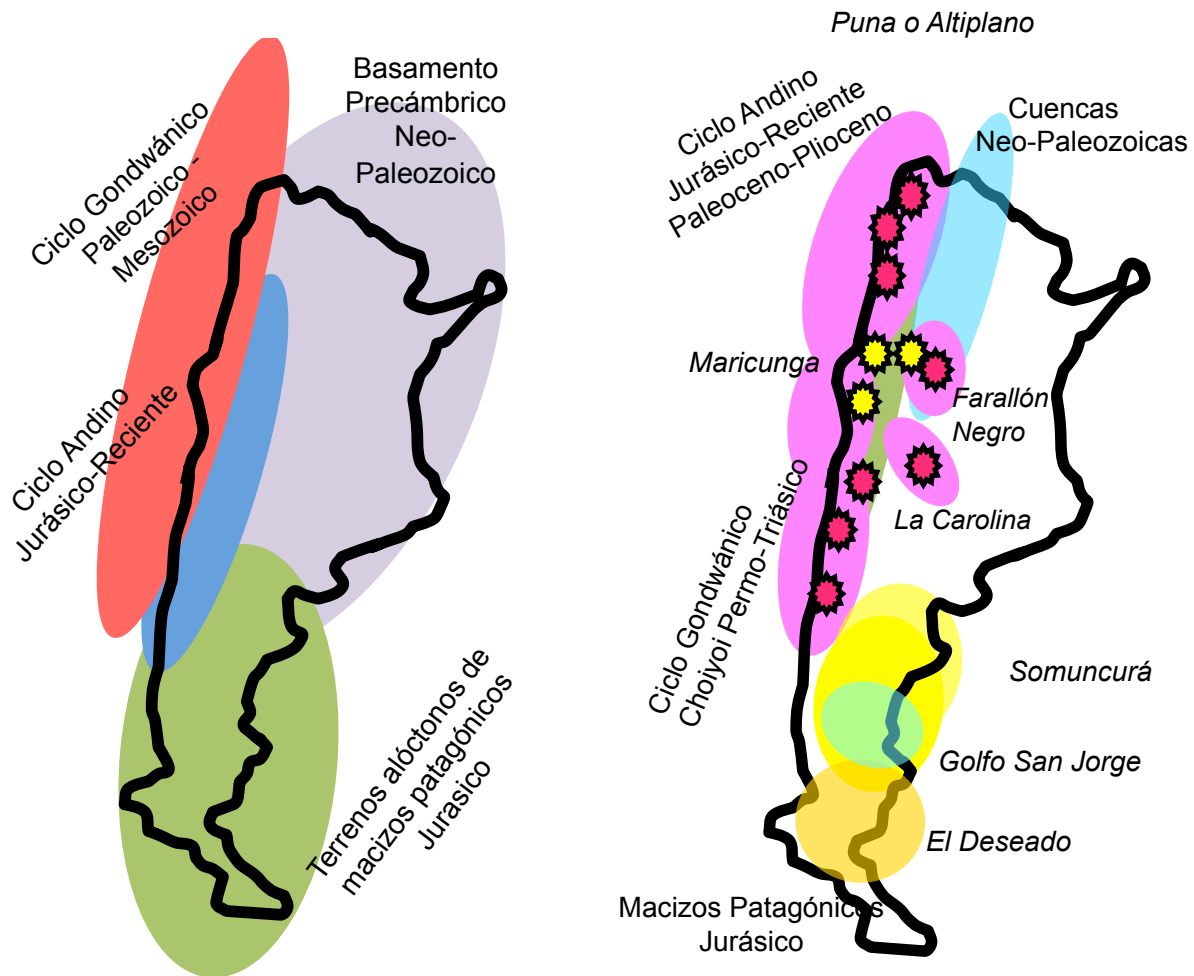 Ciclo Gondwánico
Paleozoico -
Mesozoico
Basamento
Precámbrico
Neo-
Paleozoico
Ciclo Andino
Jurásico-Reciente
Terrenos alóctonos de
macizos patagónicos
Jurasico
Puna o Altiplano
Ciclo Andino
Jurásico-Reciente
Paleoceno-Plioceno
Cuencas
Neo-Paleozoicas
Maricunga
Farallón
Negro
La Carolina
Ciclo Gondwánico
Choiyoi Permo-Triásico
Somuncurá
Golfo San Jorge
El Deseado
Macizos Patagónicos
Jurásico